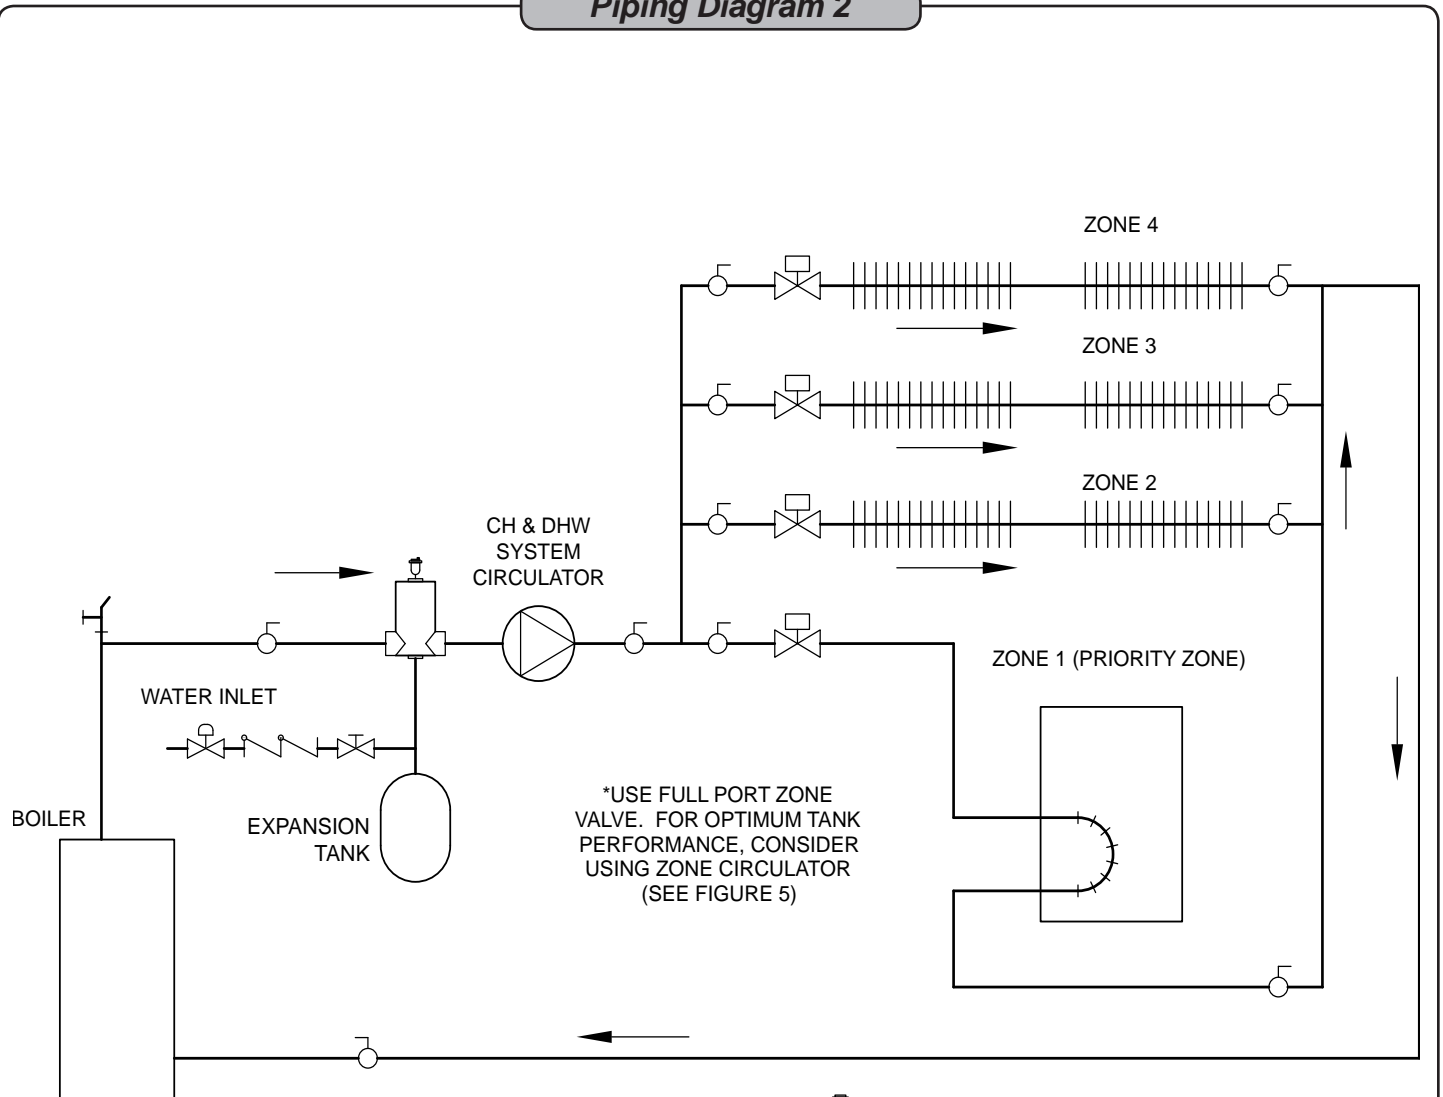 Piping Diagram 2
ZONE 4
ZONE 3
ZONE 2
CH & DHW
SYSTEM
CIRCULATOR
ZONE 1 (PRIORITY ZONE)
WATER INLET
*USE FULL PORT ZONE
VALVE. FOR OPTIMUM TANK
PERFORMANCE, CONSIDER
USING ZONE CIRCULATOR
(SEE FIGURE 5)
BOILER
EXPANSION
TANK